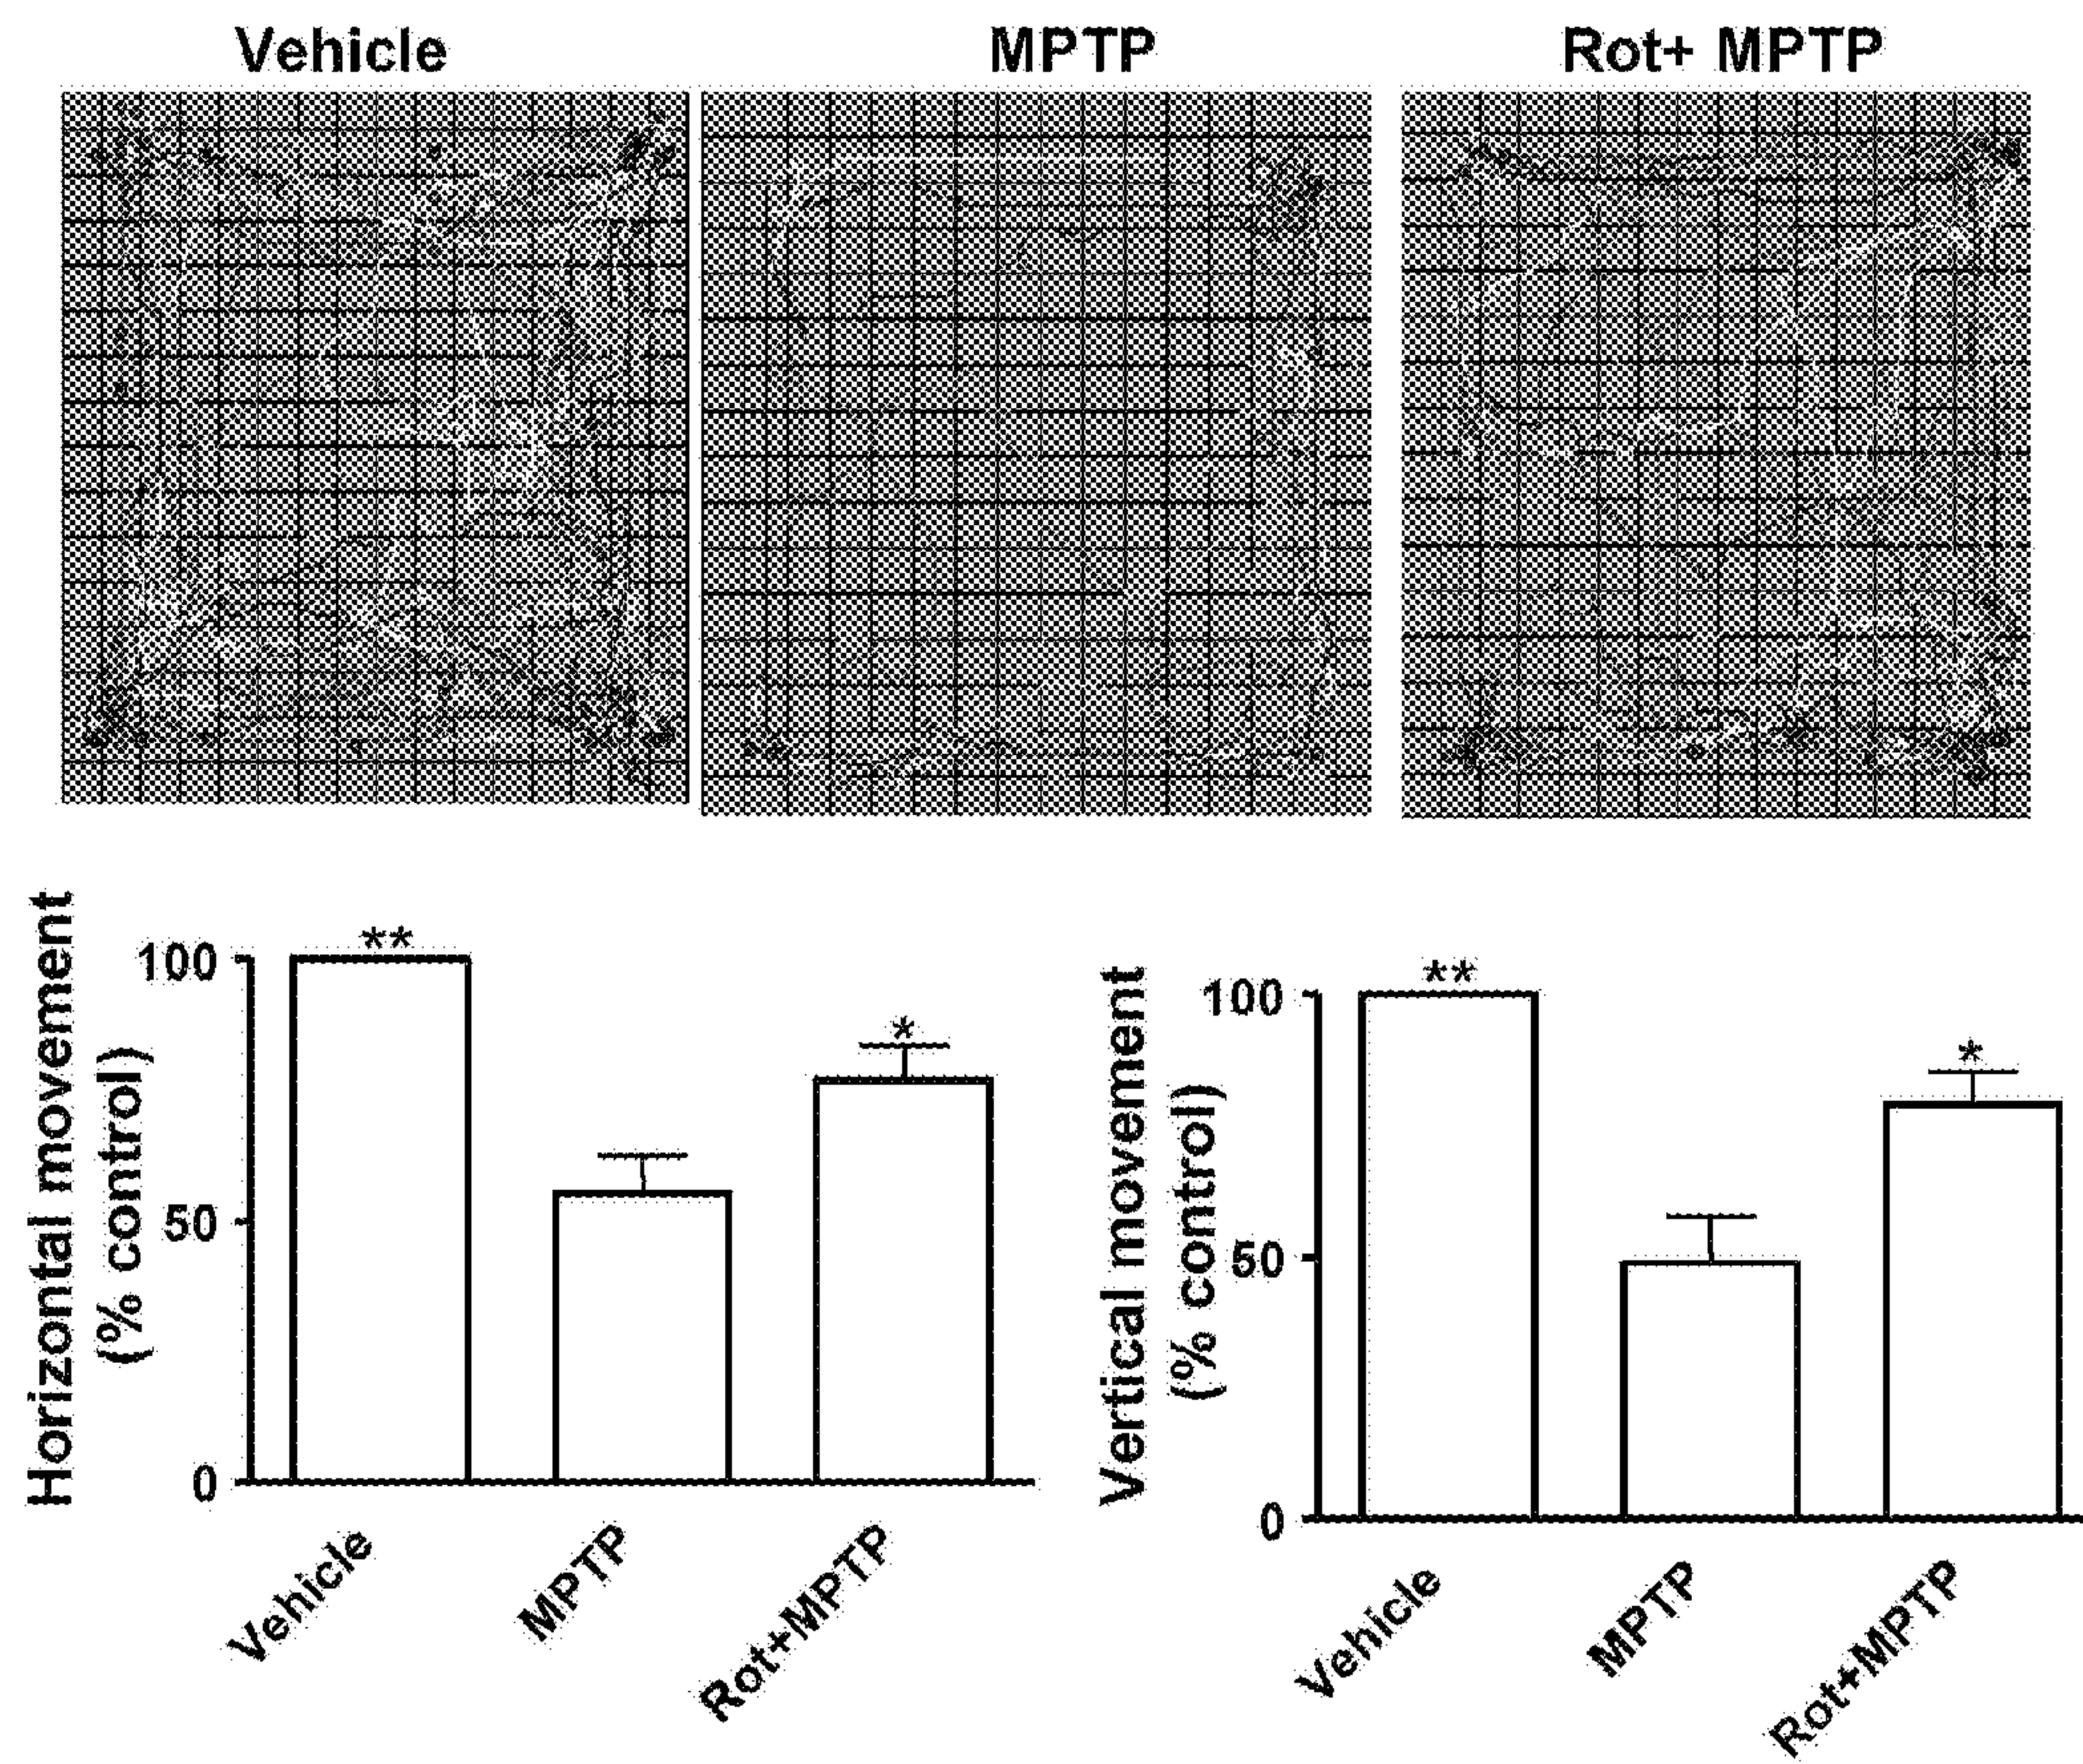 Vehicle
MPTP
Rot+ MPTP
Horizontal movement
(% control)
100
50
0
**
*
Vehicle
MPTP
Rot+MPTP
Vertical movement
(% control)
100
50
0
**
*
Vehicle
MPTP
Rot+MPTP